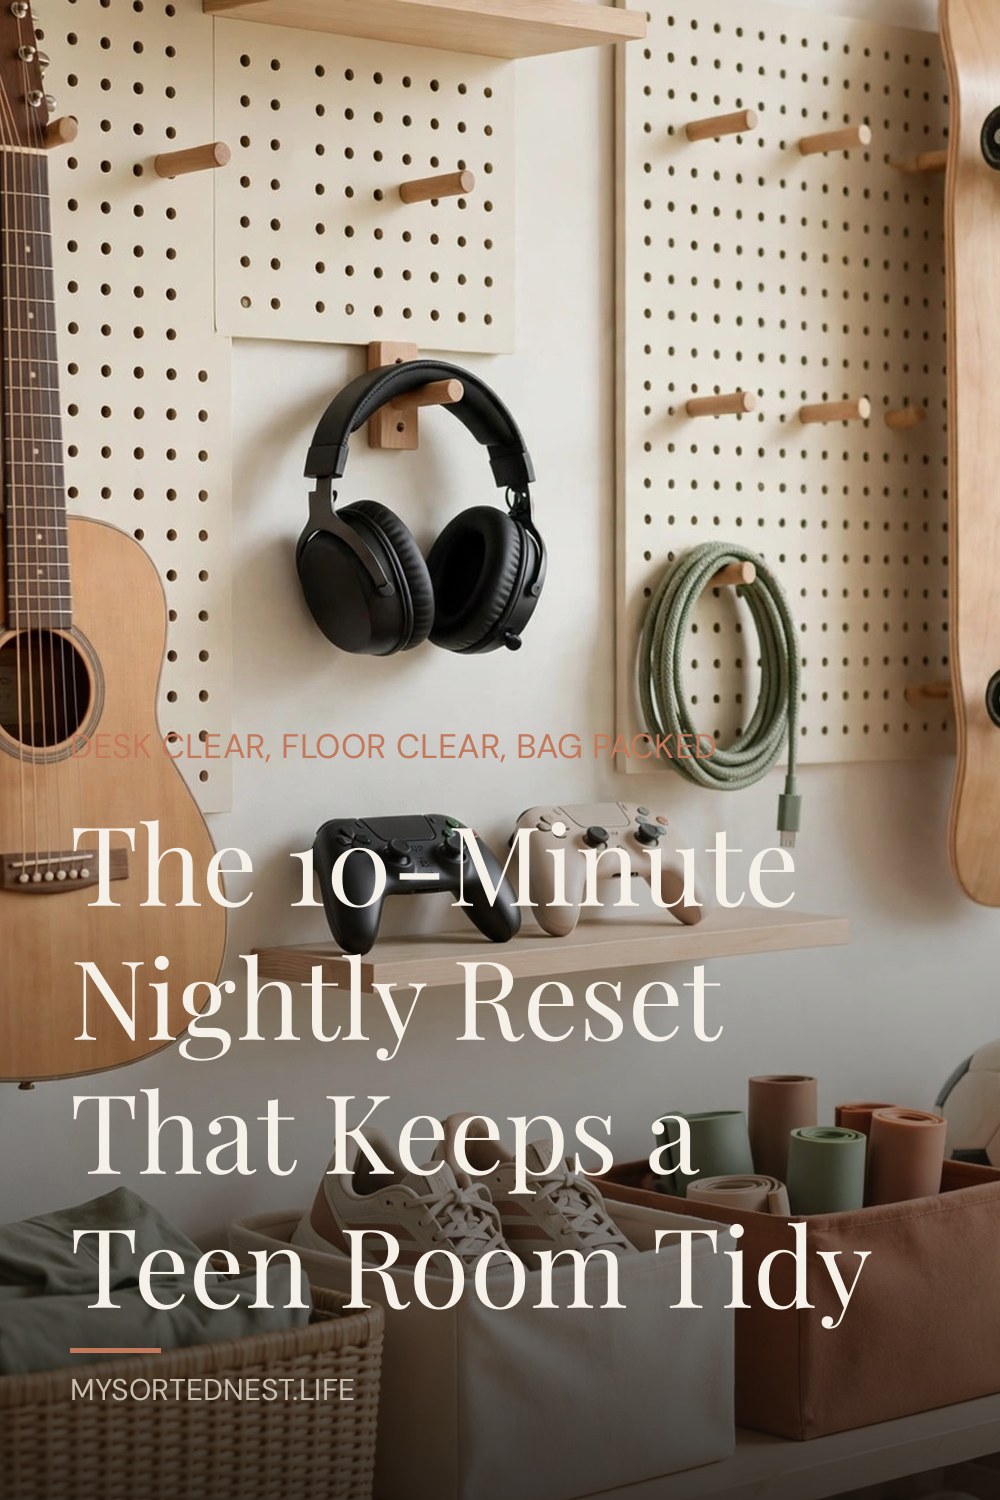 DESK CLEAR, FLOOR CLEAR, BAG PACKED
The 10-Minute
Nightly Reset
That Keeps a
Teen Room Tidy
MYSORTEDNEST.LIFE